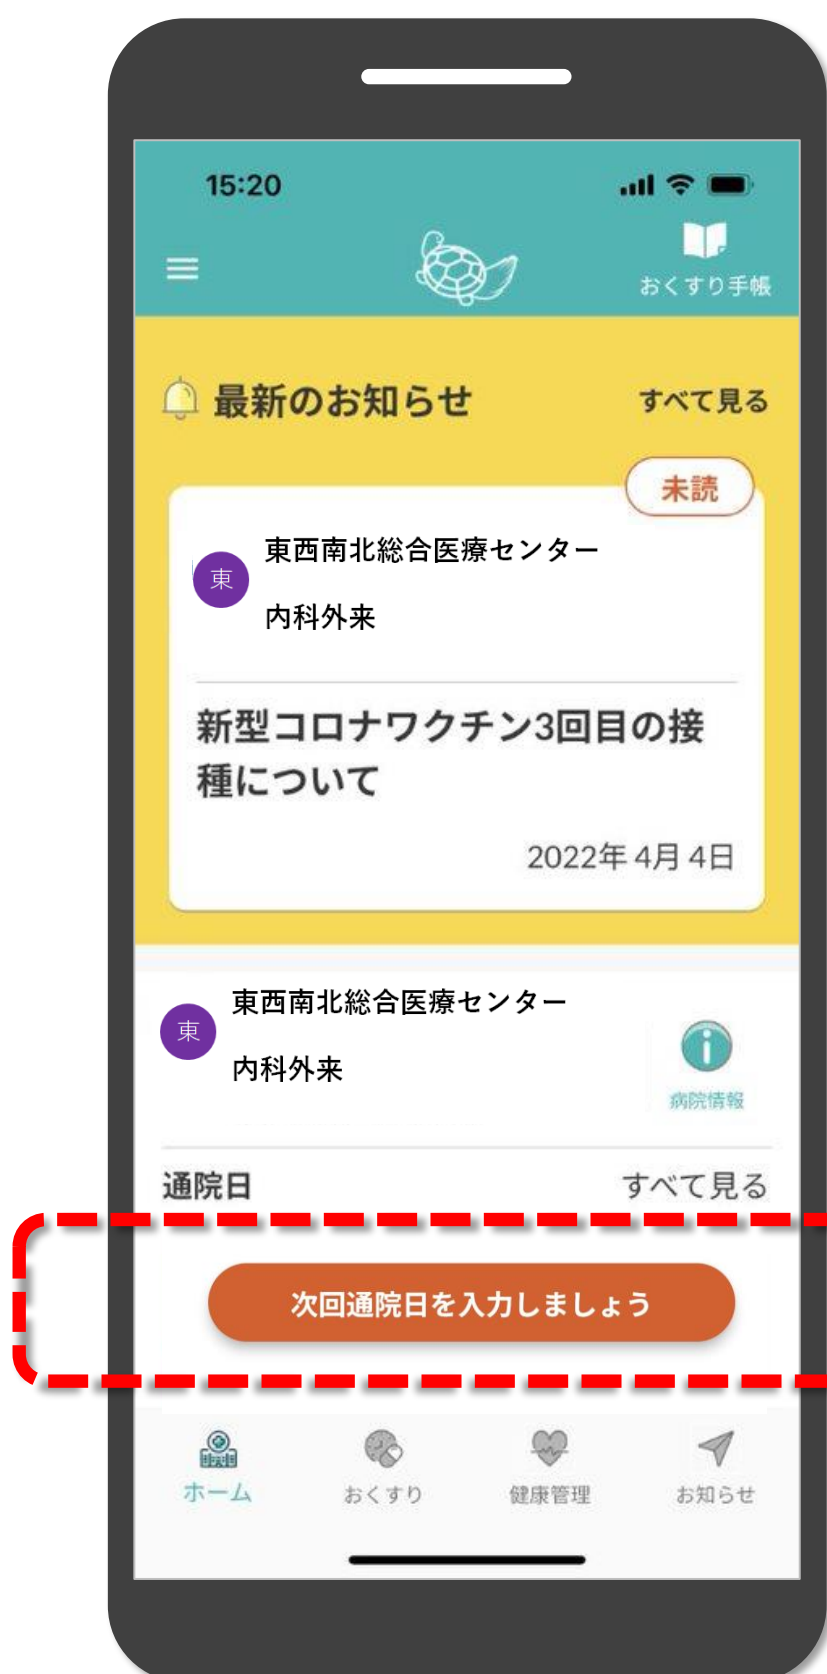 15:20
おくすり手帳
最新のお知らせ
すべて見る
未読
東西南北総合医療センター
東
内科外来
新型コロナワクチン3回目の接
種について
2022年 4月 4日
東西南北総合医療センター
東
内科外来
病院情報
通院日
すべて見る
次回通院日を入力しましょう
ホーム
おくすり
健康管理
お知らせ